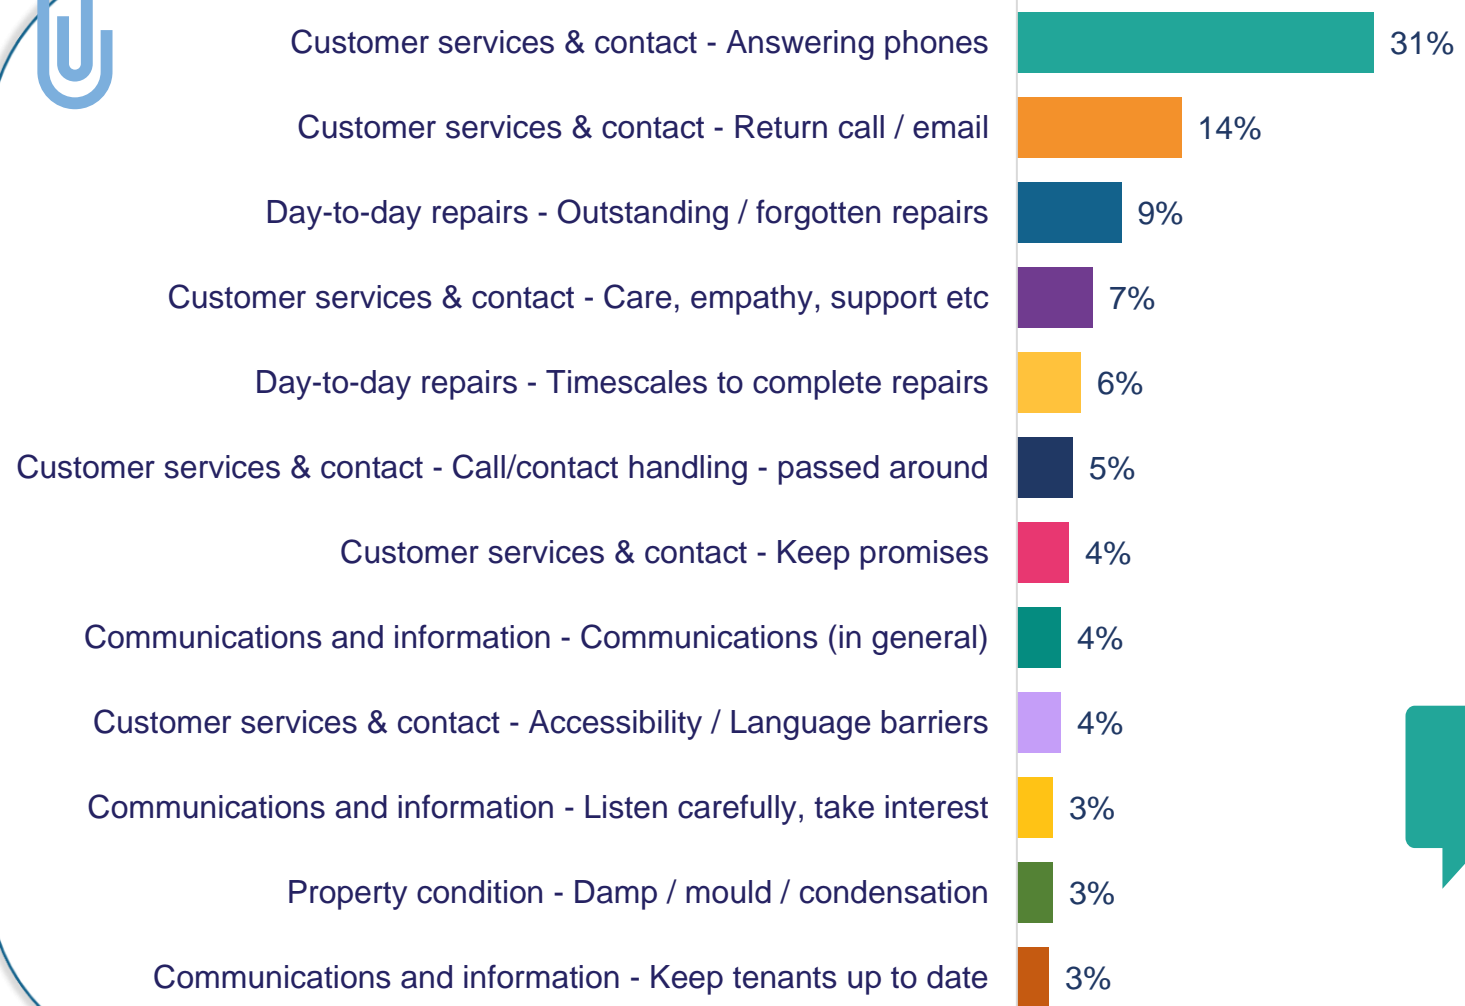 Customer services & contact - Answering phones 31%
Customer services & contact - Return call / email 14%
Day-to-day repairs - Outstanding / forgotten repairs 9%
Customer services & contact - Care, empathy, support etc 7%
Day-to-day repairs - Timescales to complete repairs 6%
Customer services & contact - Call/contact handling - passed around 5%
Customer services & contact - Keep promises 4%
Communications and information - Communications (in general) 4%
Customer services & contact - Accessibility / Language barriers 4%
Communications and information - Listen carefully, take interest 3%
Property condition - Damp / mould / condensation 3%
Communications and information - Keep tenants up to date 3%